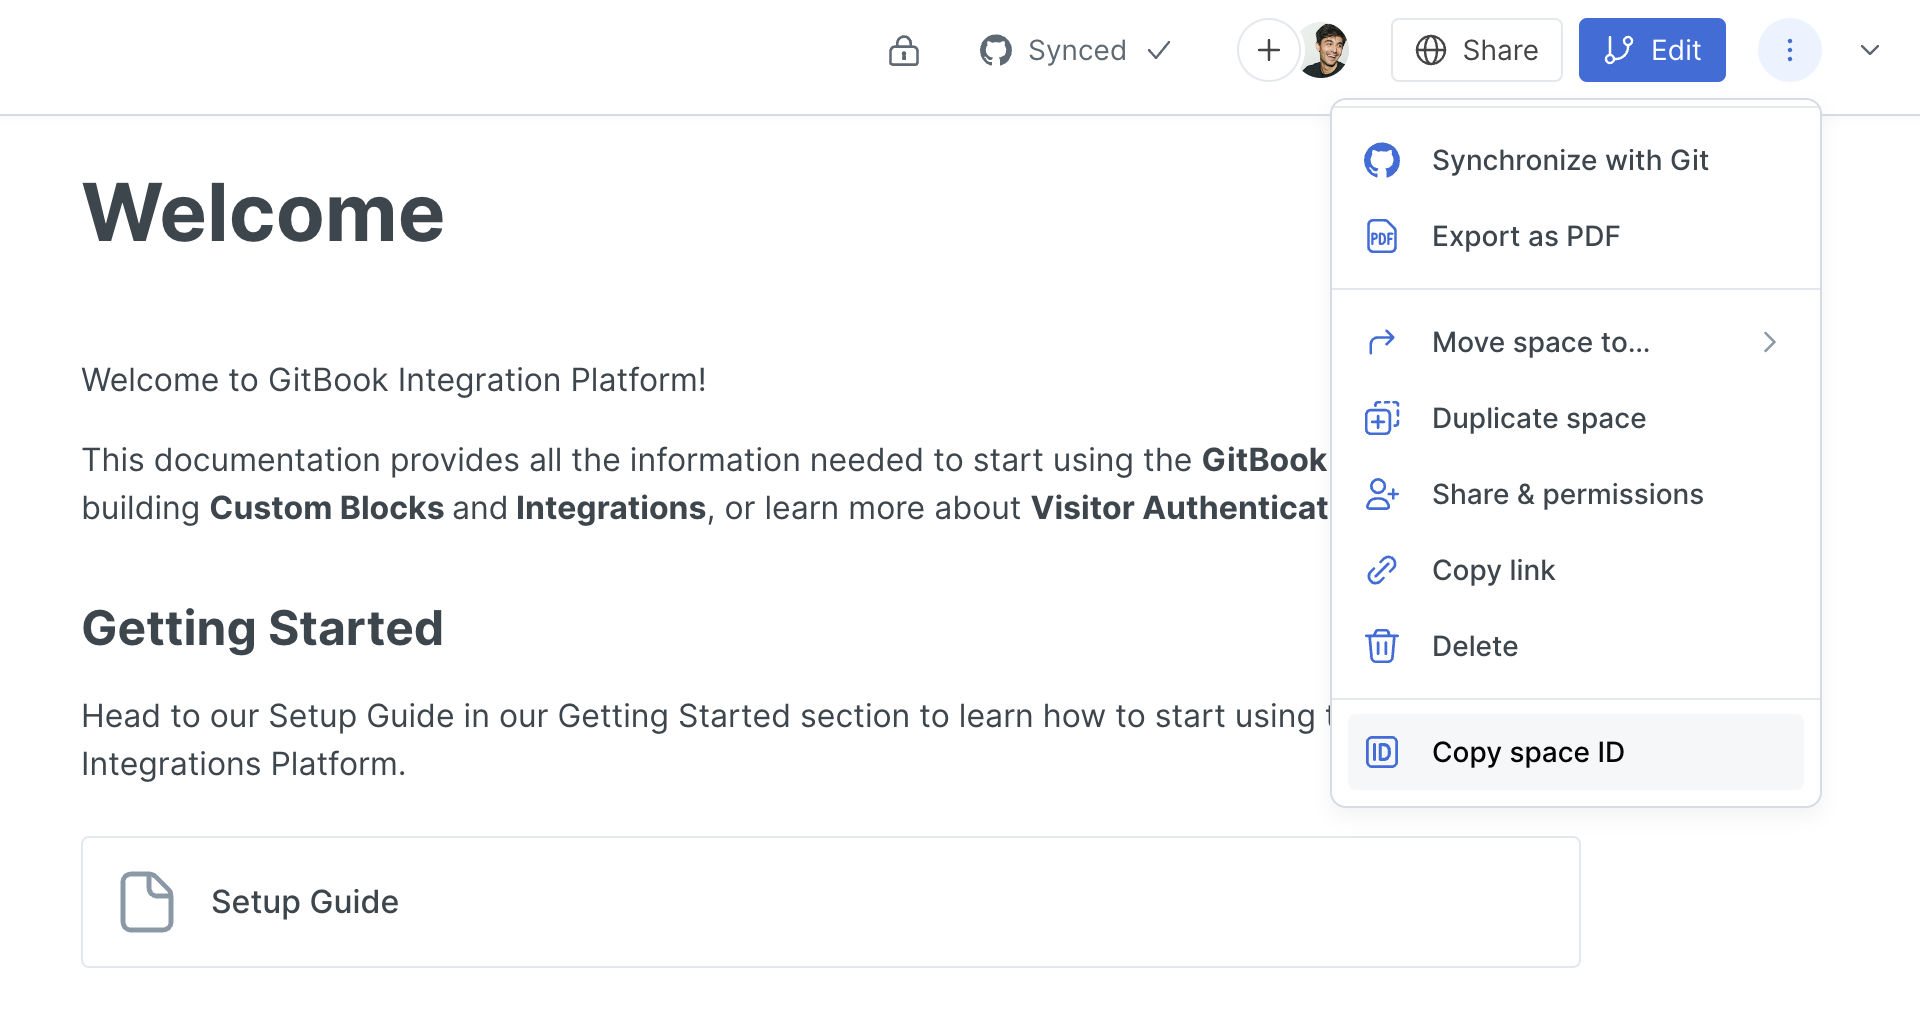 Synced
Share
Edit
Welcome
Welcome to GitBook Integration Platform!
This documentation provides all the information needed to start using the GitBook
building Custom Blocks and Integrations, or learn more about Visitor Authenticat
Getting Started
Head to our Setup Guide in our Getting Started section to learn how to start using t
Integrations Platform.
Setup Guide
Synchronize with Git
PDF
Export as PDF
Move space to...
Duplicate space
Share & permissions
Copy link
Delete
ID
Copy space ID